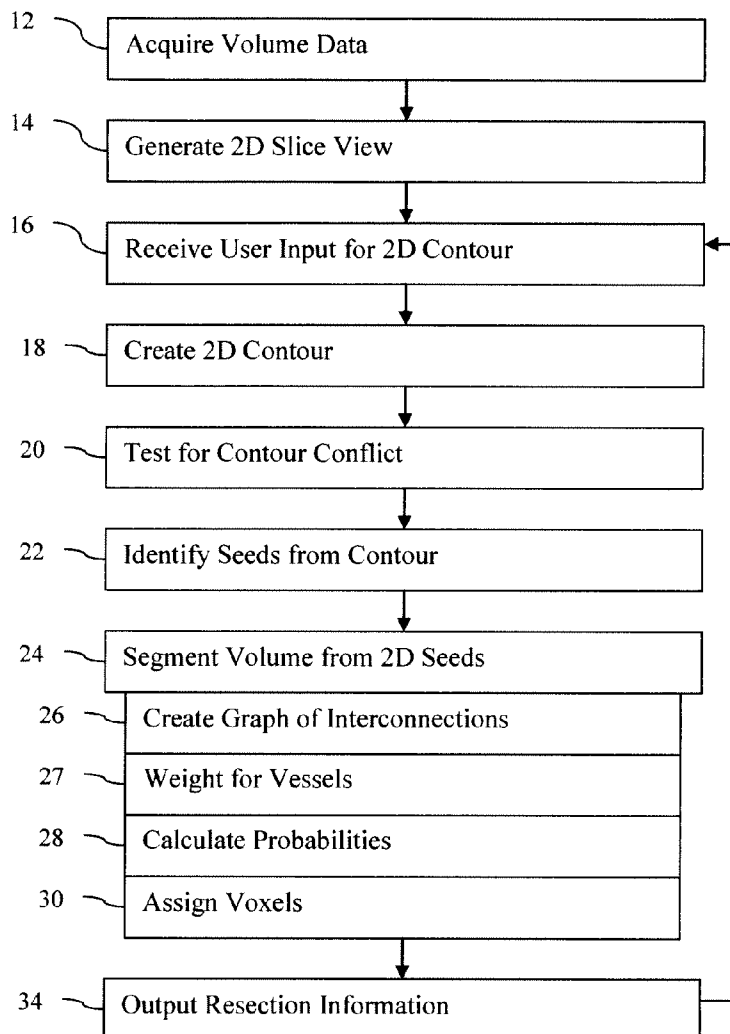 12 Acquire Volume Data
14 Generate 2D Slice View
16 Receive User Input for 2D Contour
18 Create 2D Contour
20 Test for Contour Conflict
22 Identify Seeds from Contour
24 Segment Volume from 2D Seeds
26 Create Graph of Interconnections
27 Weight for Vessels
28 Calculate Probabilities
30 Assign Voxels
34 Output Resection Information